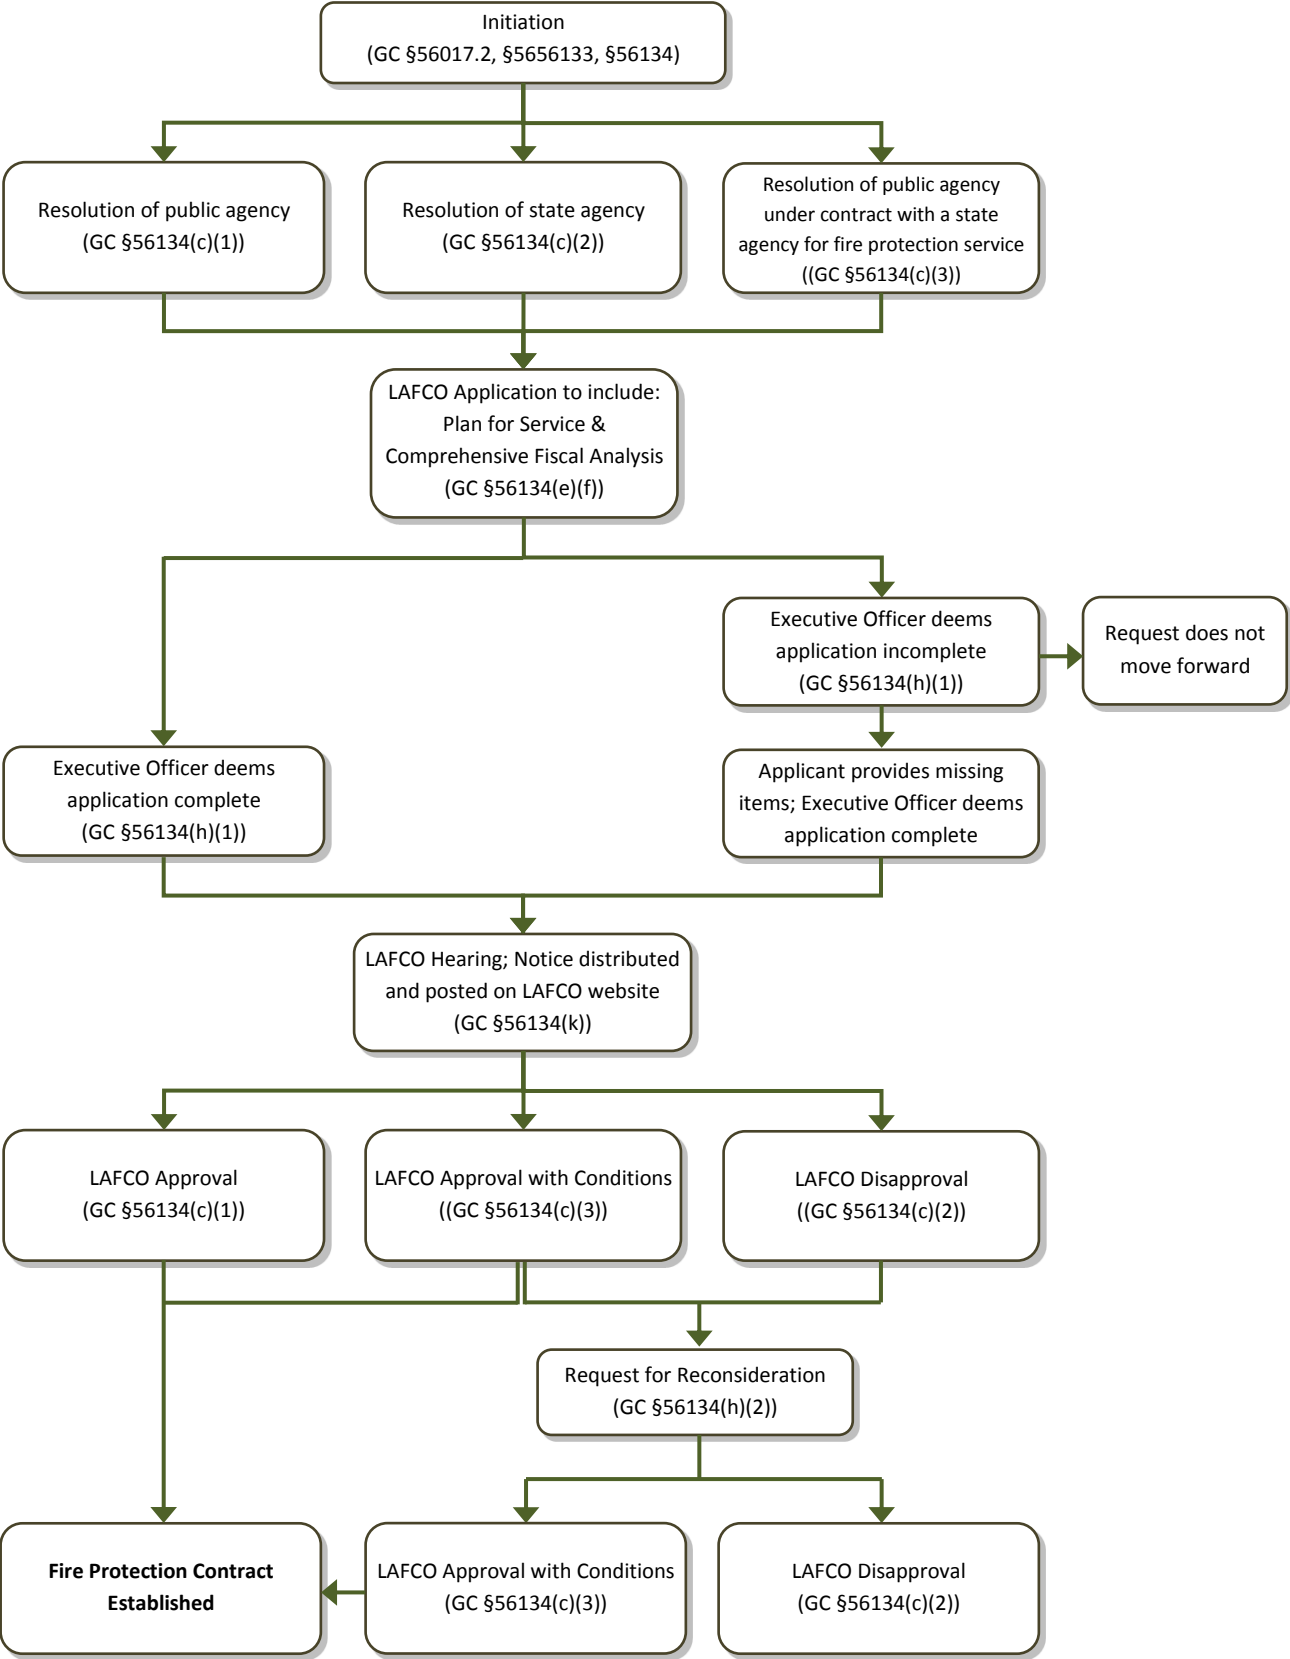 Initiation
(GC §56017.2, §5656133, §56134)
Resolution of public agency
(GC §56134(c)(1))
Resolution of state agency
(GC §56134(c)(2))
Resolution of public agency
under contract with a state
agency for fire protection service
((GC §56134(c)(3))
LAFCO Application to include:
Plan for Service &
Comprehensive Fiscal Analysis
(GC §56134(e)(f))
Executive Officer deems
application incomplete
(GC §56134(h)(1))
Request does not
move forward
Executive Officer deems
application complete
(GC §56134(h)(1))
Applicant provides missing
items; Executive Officer deems
application complete
LAFCO Hearing; Notice distributed
and posted on LAFCO website
(GC §56134(k))
LAFCO Approval
(GC §56134(c)(1))
LAFCO Approval with Conditions
((GC §56134(c)(3))
LAFCO Disapproval
((GC §56134(c)(2))
Request for Reconsideration
(GC §56134(h)(2))
Fire Protection Contract
Established
LAFCO Approval with Conditions
(GC §56134(c)(3))
LAFCO Disapproval
(GC §56134(c)(2))